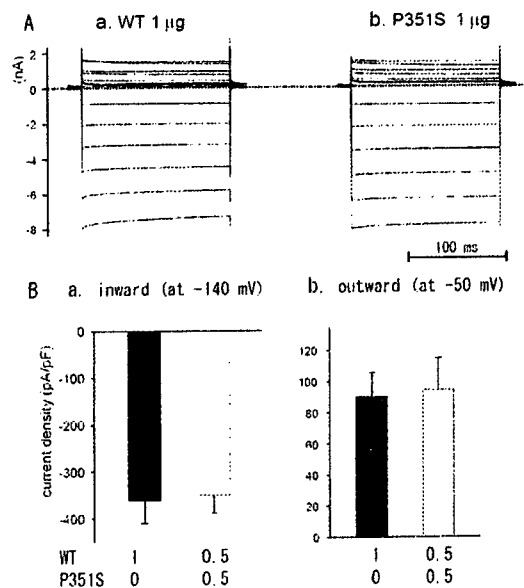 A a. WT 1 µg b. P351S 1 µg
(nA)
2
0
-2
-4
-6
-8
100 ms
B a. inward (at -140 mV) b. outward (at -50 mV)
current density (pA/pF)
0
-100
-200
-300
-400
120
100
80
60
40
20
0
WT 1 0.5 1 0.5
P351S 0 0.5 0 0.5